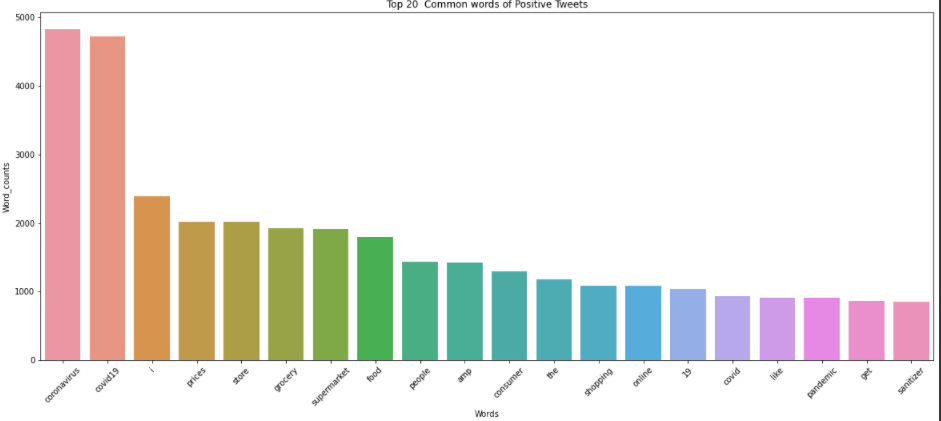 Top 20  Common words of Positive Tweets
Word_counts
5000
4000
3000
2000
1000
0
coronavirus
covid19
i
prices
store
grocery
supermarket
food
people
amp
consumer
the
shopping
online
19
covid
like
pandemic
get
sanitizer
Words